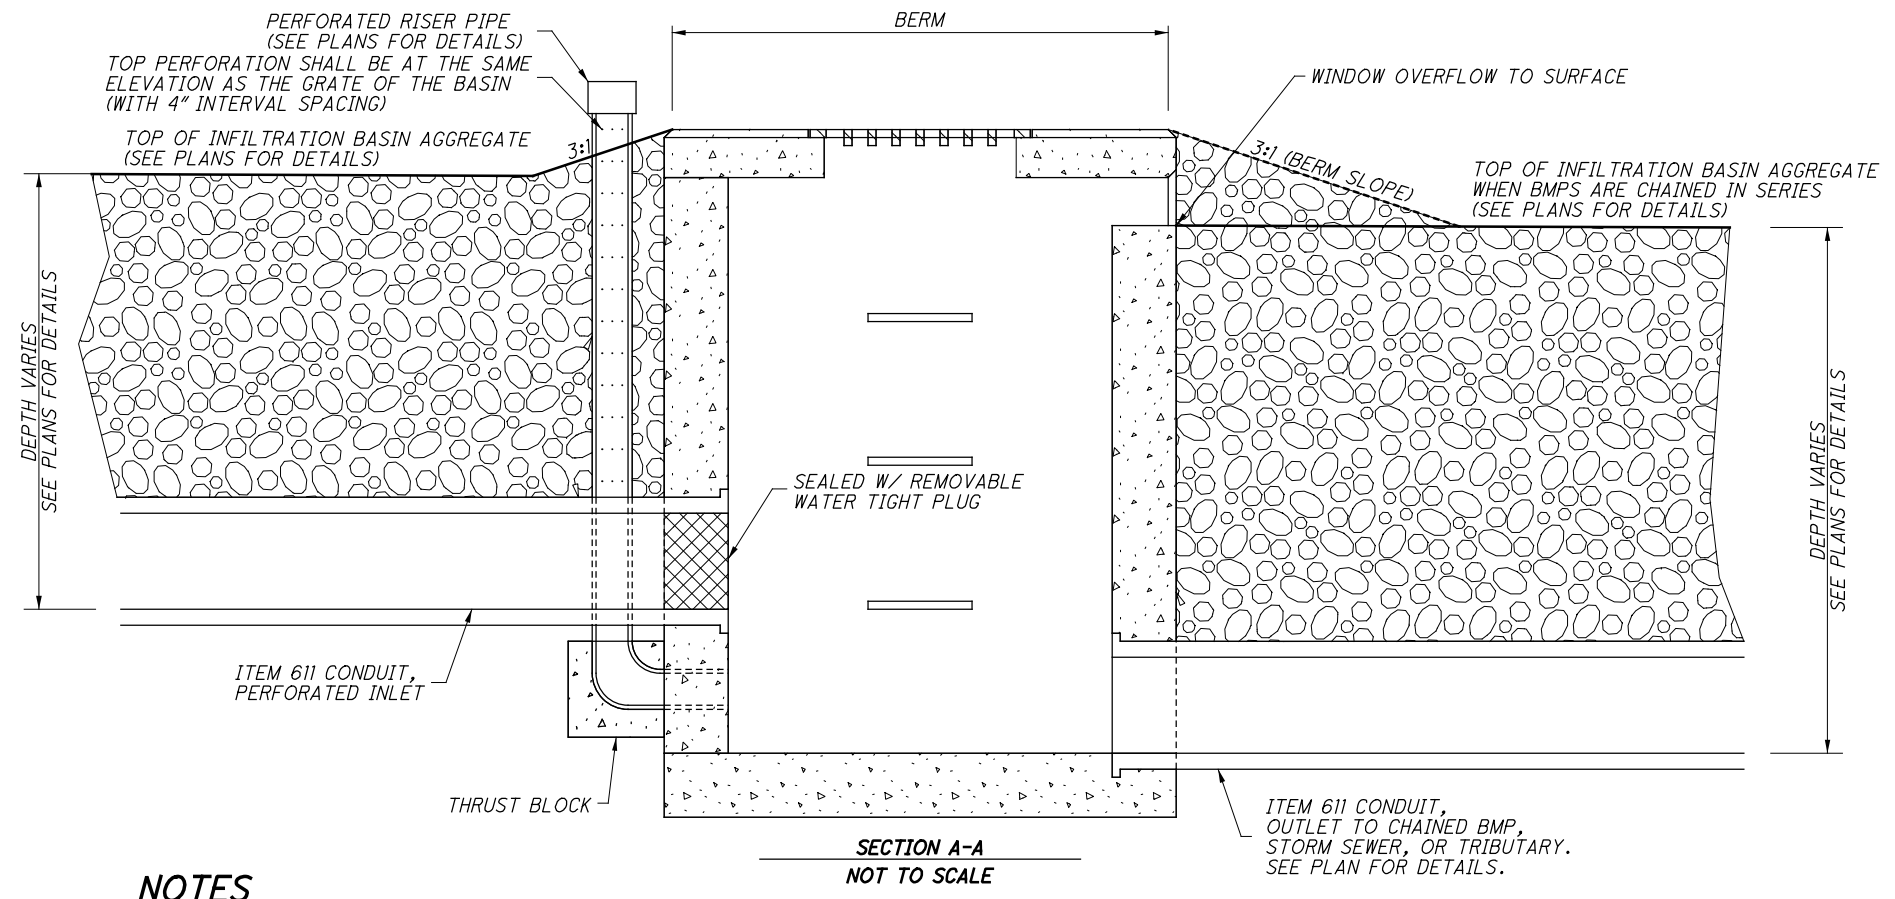 PERFORATED RISER PIPE
(SEE PLANS FOR DETAILS)
TOP PERFORATION SHALL BE AT THE SAME
ELEVATION AS THE GRATE OF THE BASIN
(WITH 4" INTERVAL SPACING)
TOP OF INFILTRATION BASIN AGGREGATE
(SEE PLANS FOR DETAILS)
3:1
BERM
WINDOW OVERFLOW TO SURFACE
3:1 (BERM SLOPE)
TOP OF INFILTRATION BASIN AGGREGATE
WHEN BMPS ARE CHAINED IN SERIES
(SEE PLANS FOR DETAILS)
DEPTH VARIES
SEE PLANS FOR DETAILS
SEALED W/ REMOVABLE
WATER TIGHT PLUG
DEPTH VARIES
SEE PLANS FOR DETAILS
ITEM 611 CONDUIT,
PERFORATED INLET
THRUST BLOCK
ITEM 611 CONDUIT,
OUTLET TO CHAINED BMP,
STORM SEWER, OR TRIBUTARY.
SEE PLAN FOR DETAILS.
SECTION A-A
NOT TO SCALE
NOTES